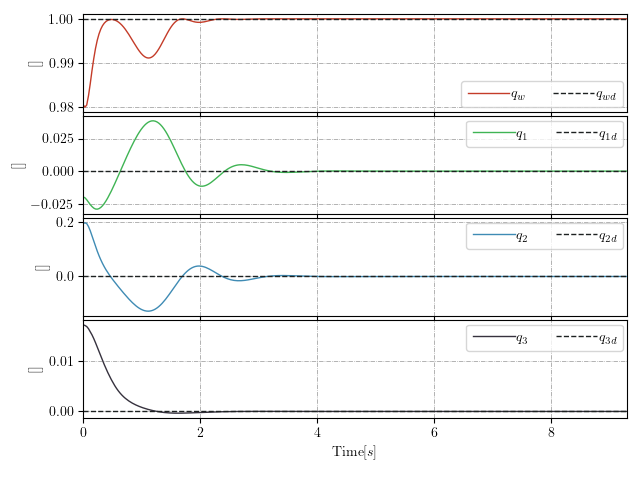 1.00
0.99
0.98
[]
q_w q_wd
0.025
0.000
−0.025
[]
q_1 q_1d
0.2
0.0
[]
q_2 q_2d
0.01
0.00
[]
q_3 q_3d
0 2 4 6 8
Time[s]